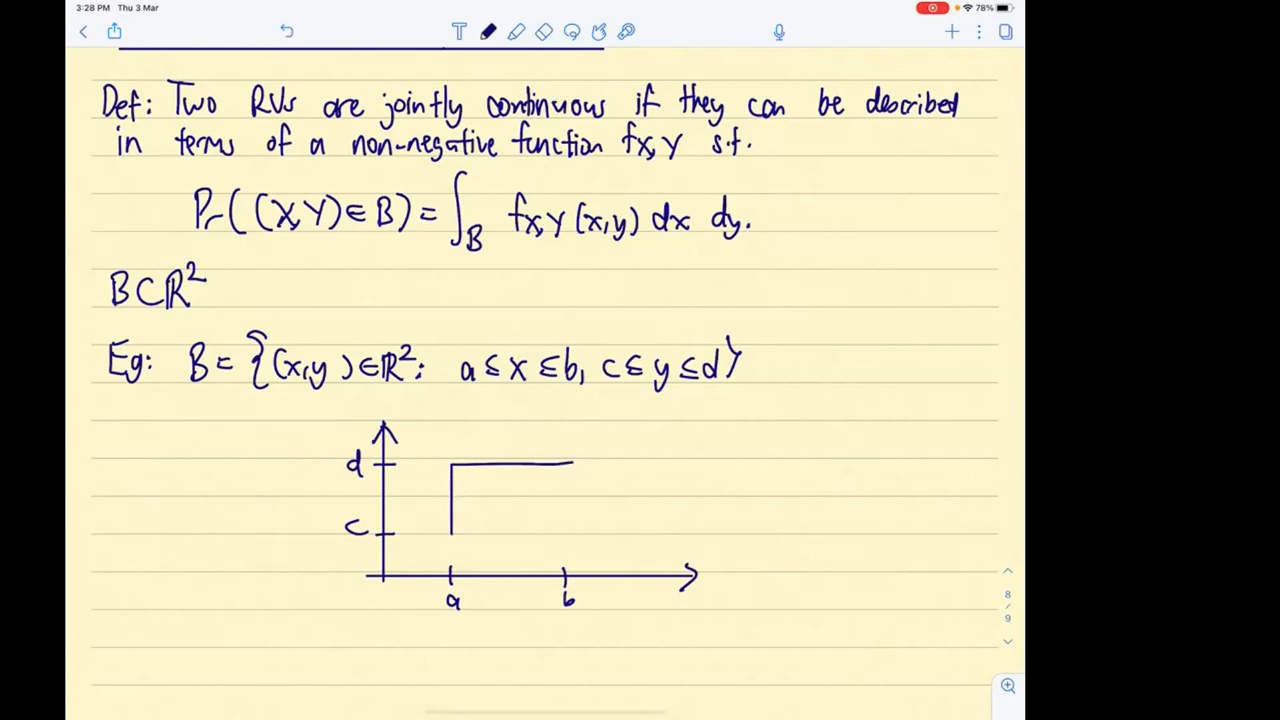 3:28 PM Thu 3 Mar
78%
Def: Two RVs are jointly continuous if they can be described
in terms of a non-negative function fx,Y s.t.
Pr((X,Y)∈B) = ∫B fx,Y (x,y) dx dy.
B⊂ℝ²
Eg: B = {(x,y) ∈ℝ²: a ≤ x ≤ b, c ≤ y ≤ d}
d
c
a b
8
/
9